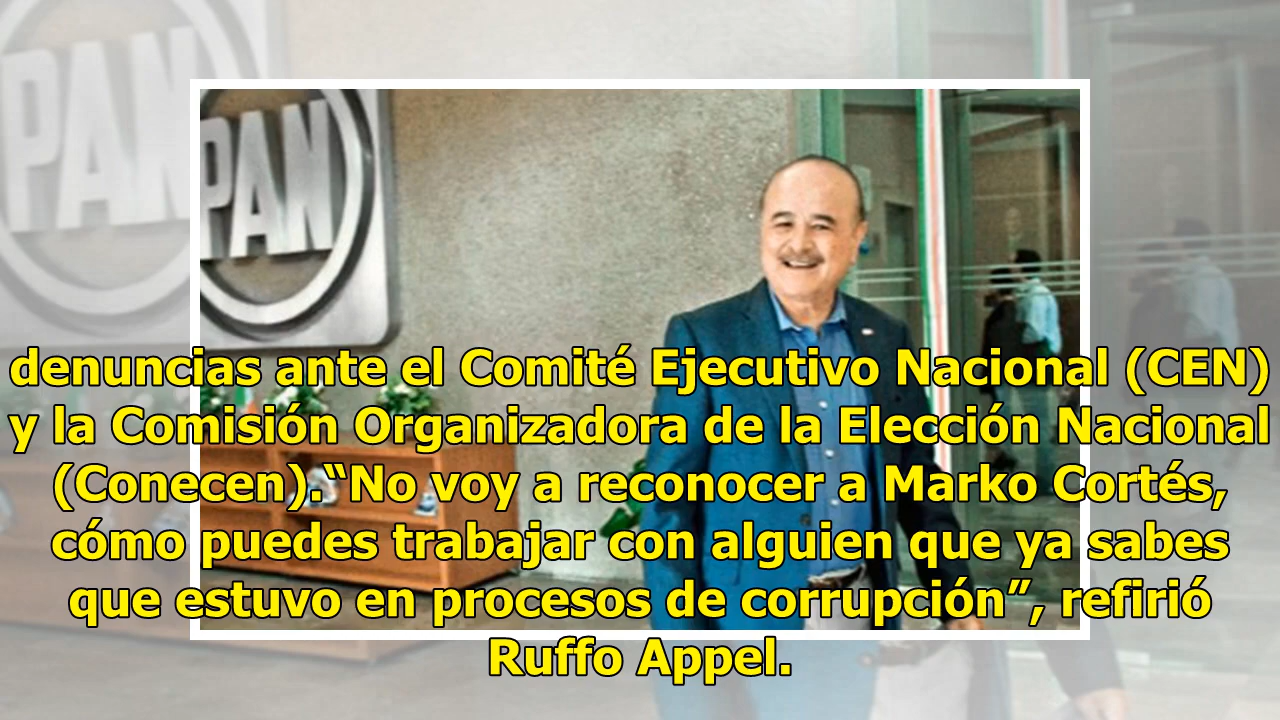 PAN
PAN
denuncias ante el Comité Ejecutivo Nacional (CEN)
y la Comisión Organizadora de la Elección Nacional
(Conecen).“No voy a reconocer a Marko Cortés,
cómo puedes trabajar con alguien que ya sabes
que estuvo en procesos de corrupción”, refirió
Ruffo Appel.